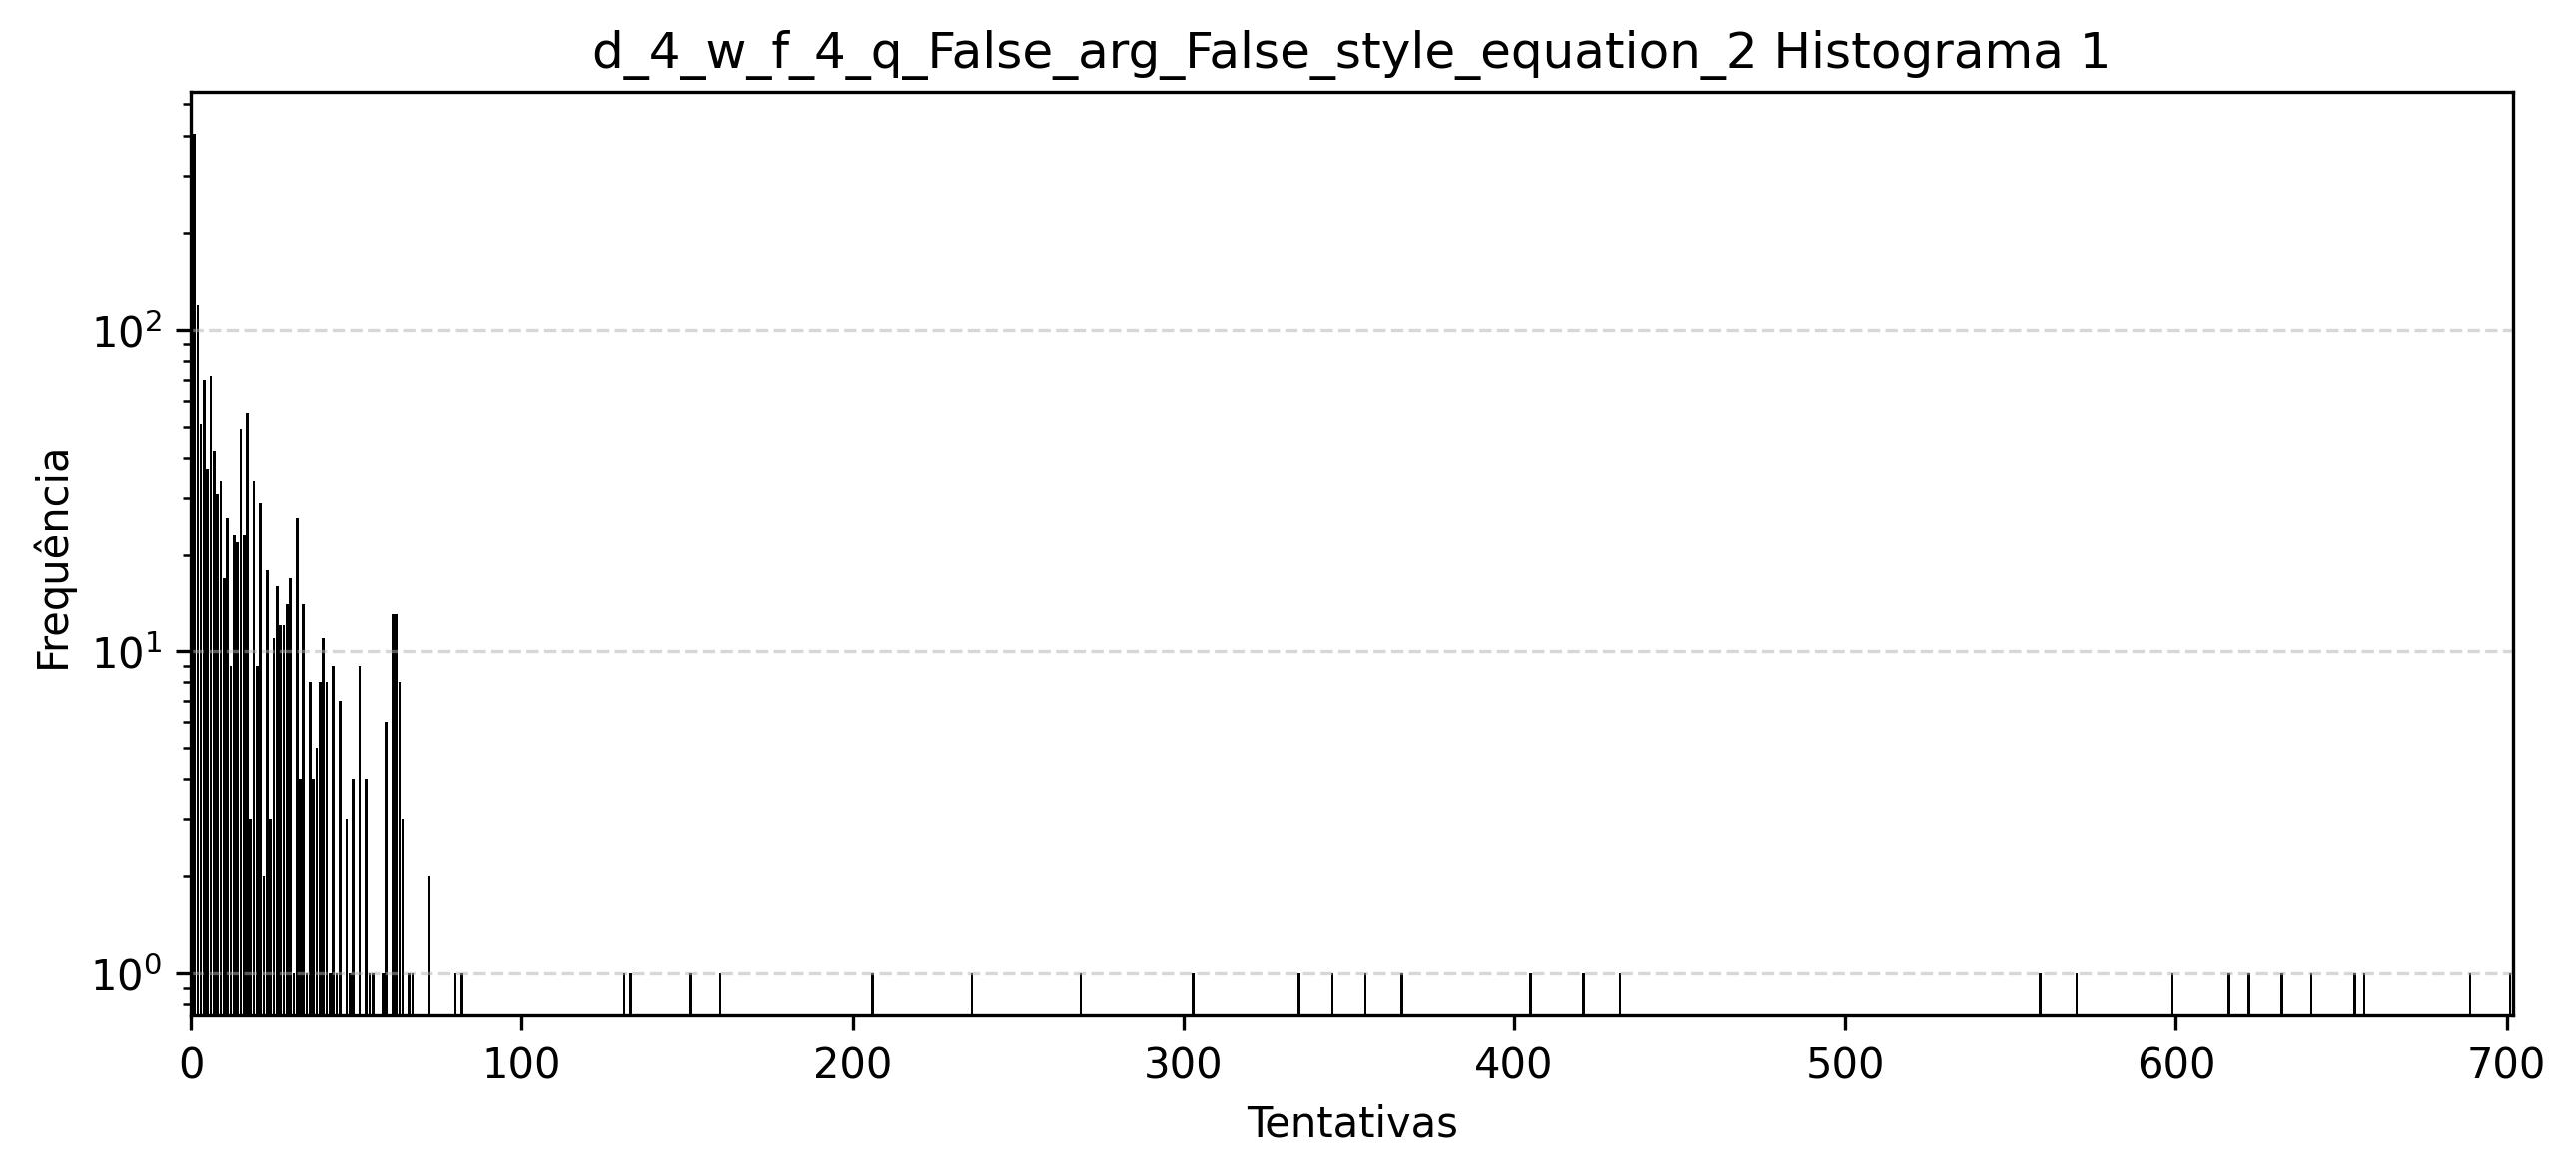 d_4_w_f_4_q_False_arg_False_style_equation_2 Histograma 1
Frequência
10²
10¹
10⁰
0 100 200 300 400 500 600 700
Tentativas